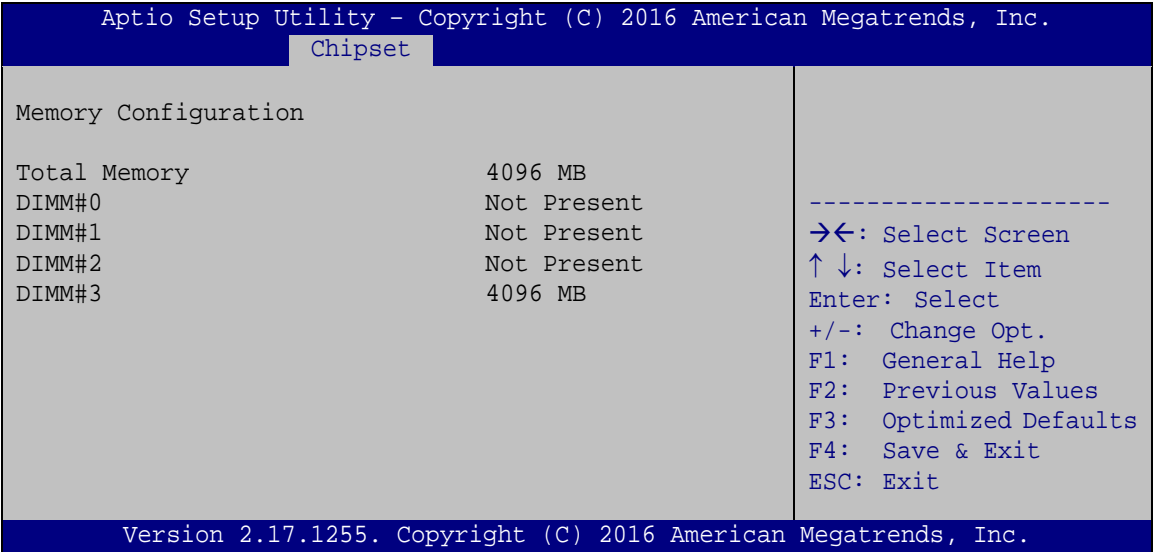 Aptio Setup Utility – Copyright (C) 2016 American Megatrends, Inc.
Chipset
Memory Configuration
Total Memory 4096 MB
DIMM#0 Not Present
DIMM#1 Not Present
DIMM#2 Not Present
DIMM#3 4096 MB
---------------------
→←: Select Screen
↑ ↓: Select Item
Enter: Select
+/-: Change Opt.
F1: General Help
F2: Previous Values
F3: Optimized Defaults
F4: Save & Exit
ESC: Exit
Version 2.17.1255. Copyright (C) 2016 American Megatrends, Inc.